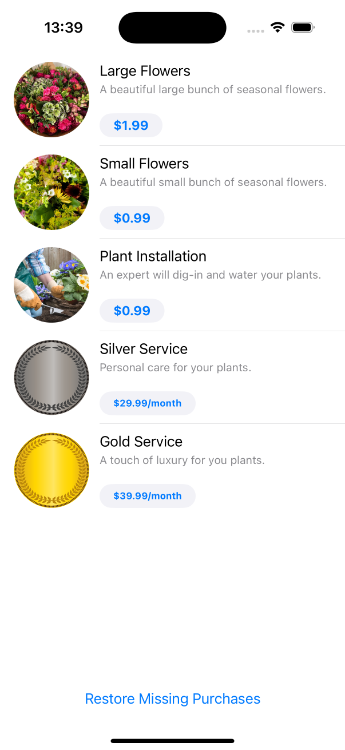 13:39
Large Flowers
A beautiful large bunch of seasonal flowers.
$1.99
Small Flowers
A beautiful small bunch of seasonal flowers.
$0.99
Plant Installation
An expert will dig-in and water your plants.
$0.99
Silver Service
Personal care for your plants.
$29.99/month
Gold Service
A touch of luxury for you plants.
$39.99/month
Restore Missing Purchases